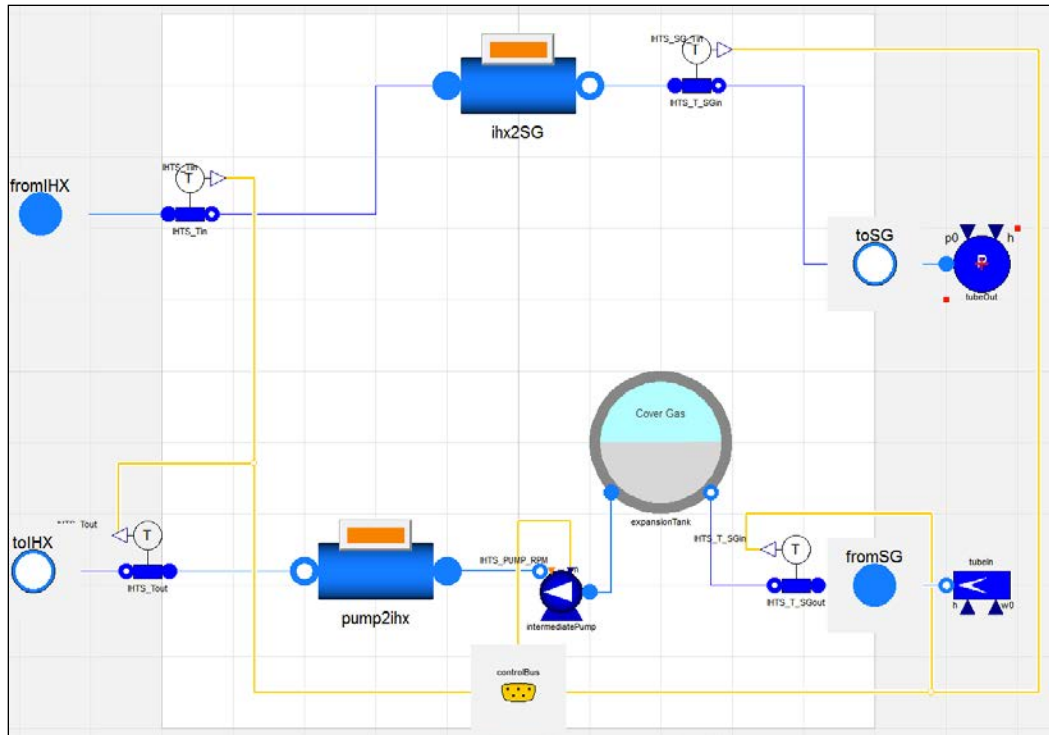 IHTS_SG_Tin
T
IHTS_T_SGin
ihx2SG
IHTS_Tin
T
fromIHX
IHTS_Tin
toSG
p0
h
P
tubeOut
Cover Gas
expansionTank
T
toIHX
IHTS_Tout
IHTS_PUMP_RPM
IHTS_T_SGin
T
fromSG
tubeIn
pump2ihx
intermediatePump
IHTS_T_SGout
h
w0
controlBus